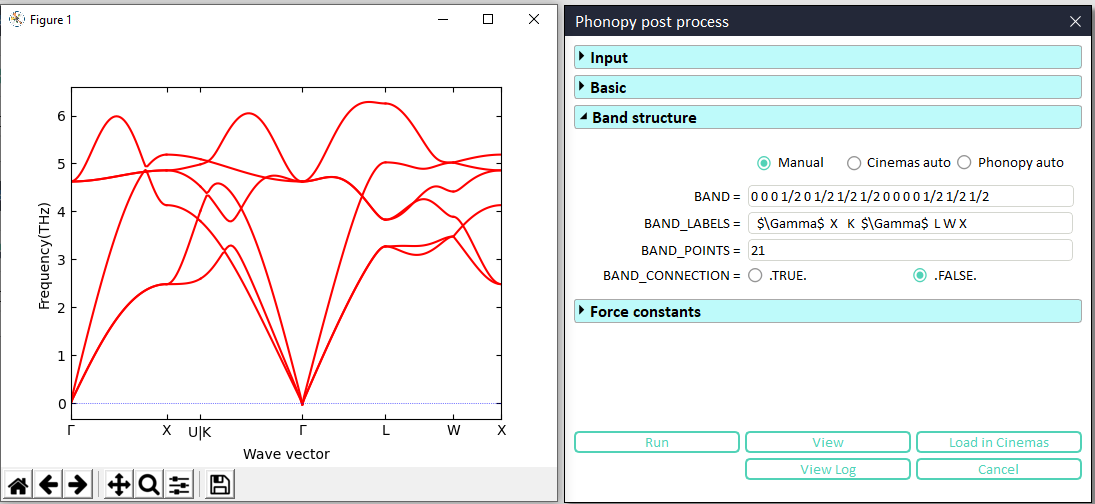 Figure 1
6
5
4
3
2
1
0
Frequency(THz)
Γ X U|K Γ L W X
Wave vector
Phonopy post process
Input
Basic
Band structure
Manual Cinemas auto Phonopy auto
BAND = 0 0 0 1/2 0 1/2 1/2 1/2 1/2 0 0 0 0 1/2 1/2 1/2
BAND_LABELS = $\Gamma$ X K $\Gamma$ L W X
BAND_POINTS = 21
BAND_CONNECTION = .TRUE. .FALSE.
Force constants
Run View Load in Cinemas
View Log Cancel